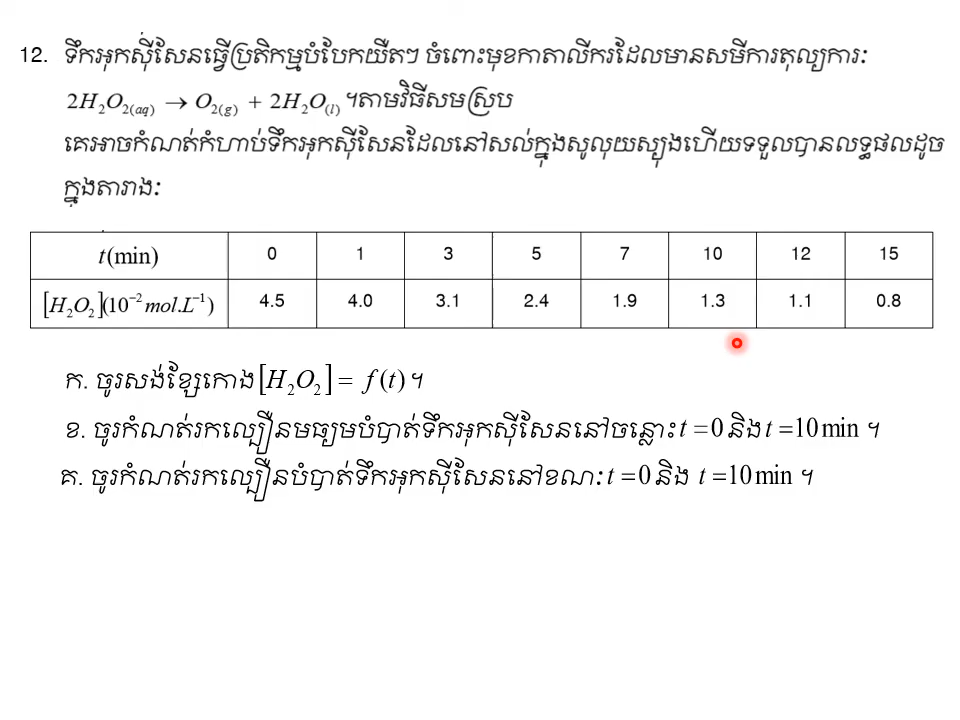 12. ទឹកអុកស៊ីសែនធ្វើប្រតិកម្មបំបែកយឺតៗ ចំពោះមុខកាតាលីករដែលមានសមីការតុល្យការៈ
2H₂O₂(aq) → O₂(g) + 2H₂O(l) ។តាមវិធីសមស្រប
គេអាចកំណត់កំហាប់ទឹកអុកស៊ីសែនដែលនៅសល់ក្នុងសូលុយស្យុងហើយទទួលបានលទ្ធផលដូច
ក្នុងតារាងៈ
t(min) 0 1 3 5 7 10 12 15
[H₂O₂](10⁻² mol.L⁻¹) 4.5 4.0 3.1 2.4 1.9 1.3 1.1 0.8
ក. ចូរសង់ខ្សែកោង [H₂O₂] = f(t) ។
ខ. ចូរកំណត់រកល្បឿនមធ្យមបំបាត់ទឹកអុកស៊ីសែននៅចន្លោះ t = 0 និង t = 10 min ។
គ. ចូរកំណត់រកល្បឿនបំបាត់ទឹកអុកស៊ីសែននៅខណៈ t = 0 និង t = 10 min ។